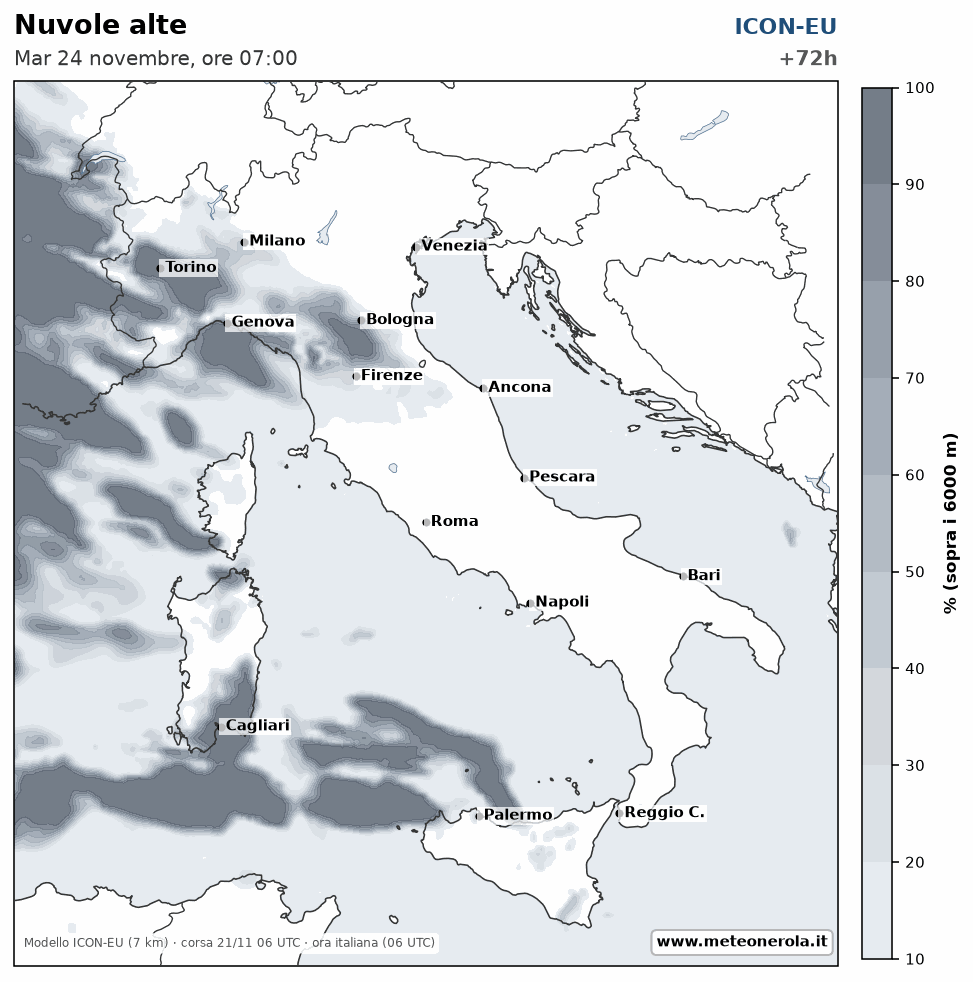 Nuvole alte
ICON-EU
Mar 24 novembre, ore 07:00
+72h
Milano
Venezia
Torino
Genova
Bologna
Firenze
Ancona
Pescara
Roma
Bari
Napoli
Cagliari
Palermo
Reggio C.
Modello ICON-EU (7 km) · corsa 21/11 06 UTC · ora italiana (06 UTC)
www.meteonerola.it
100
90
80
70
60
50
40
30
20
10
% (sopra i 6000 m)